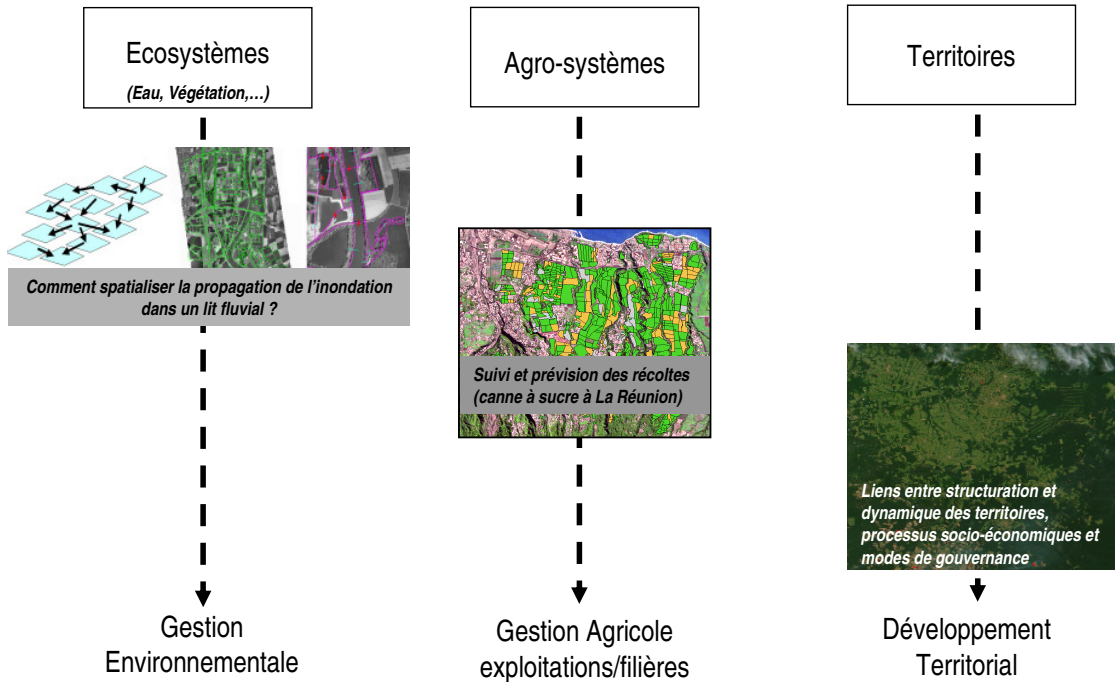 Ecosystèmes
(Eau, Végétation,...)
Comment spatialiser la propagation de l'inondation
dans un lit fluvial ?
Gestion
Environnementale
Agro-systèmes
Suivi et prévision des récoltes
(canne à sucre à La Réunion)
Gestion Agricole
exploitations/filières
Territoires
Liens entre structuration et
dynamique des territoires,
processus socio-économiques et
modes de gouvernance
Développement
Territorial